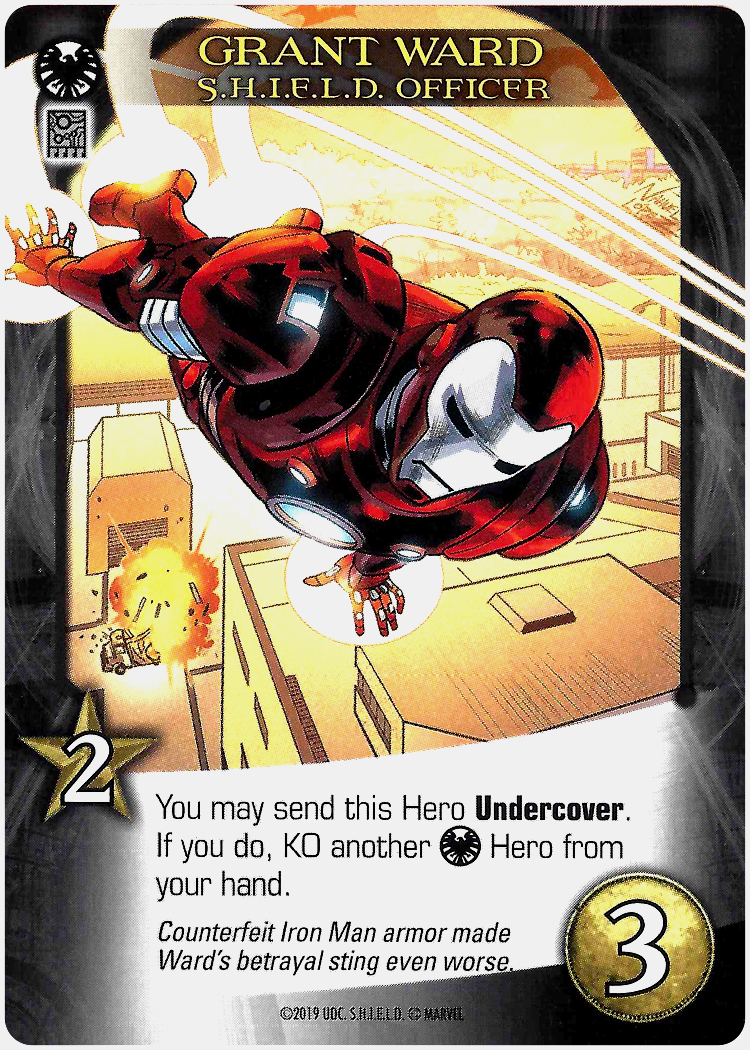 GRANT WARD
S.H.I.E.L.D. OFFICER
2
You may send this Hero Undercover.
If you do, KO another Hero from
your hand.
Counterfeit Iron Man armor made
Ward's betrayal sting even worse.
3
©2019 UDC. S.H.I.E.L.D. © MARVEL